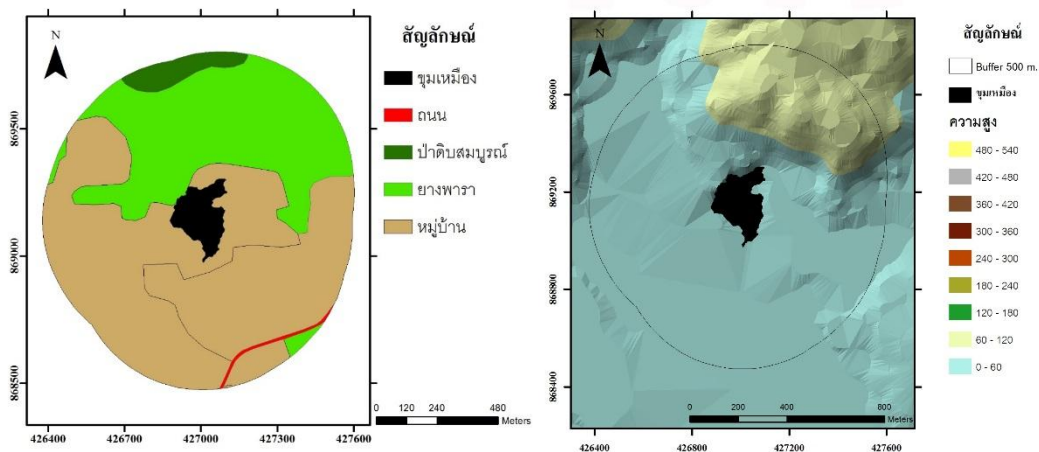 N
สัญลักษณ์
ขุมเหมือง
ถนน
ป่าดิบสมบูรณ์
ยางพารา
หมู่บ้าน
869500
869000
868500
0 120 240 480
Meters
426400 426700 427000 427300 427600
N
สัญลักษณ์
Buffer 500 m.
ขุมเหมือง
ความสูง
480 - 540
420 - 480
360 - 420
300 - 360
240 - 300
180 - 240
120 - 180
60 - 120
0 - 60
869600
869200
868800
868400
0 200 400 800
Meters
426400 426800 427200 427600